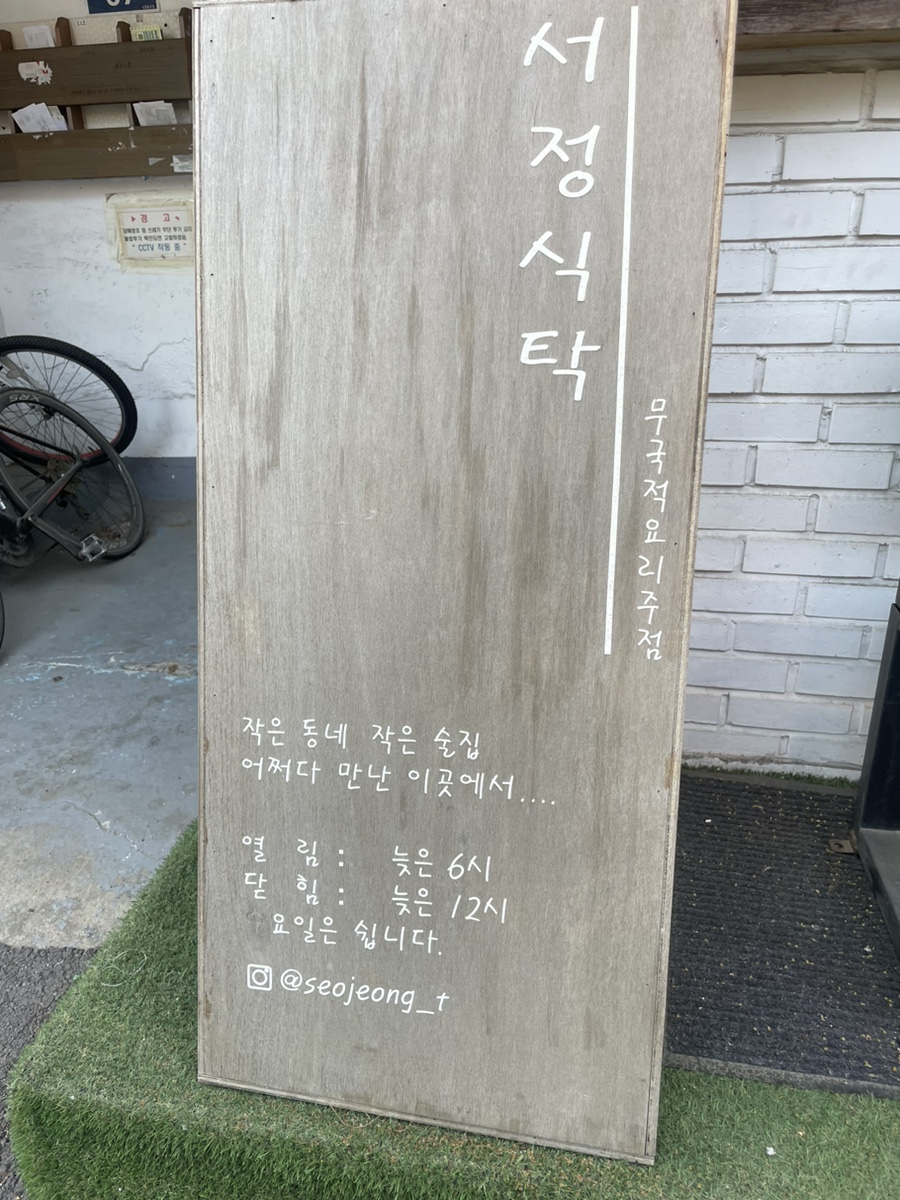 서정식탁
무국적요리주점
작은 동네 작은 술집
어쩌다 만난 이곳에서....
열 림 : 늦은 6시
닫 힘 : 늦은 12시
요일은 쉽니다.
@seojeong_t
경 고
CCTV 작동 중